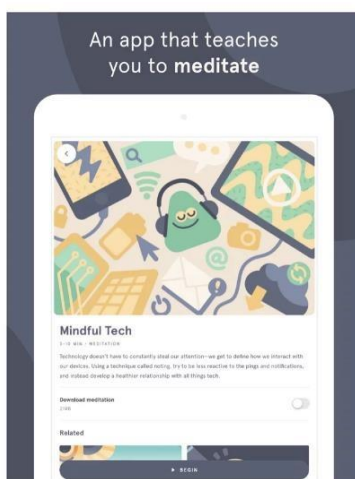 An app that teaches
you to meditate
@
Mindful Tech
MEDITATION
Technology doesn't have to constantly steal our attention—we get to define how we interact with
our devices. Using a technique called noting, try to be less reactive to the pings and notifications,
and instead develop a healthier relationship with all things tech.
Download meditation
Related
BEGIN